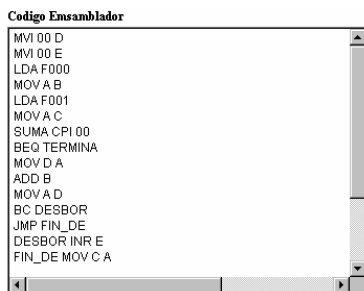 Codigo Emsamblador
MVI 00 D
MVI 00 E
LDA F000
MOV A B
LDA F001
MOV A C
SUMA CPI 00
BEQ TERMINA
MOV D A
ADD B
MOV A D
BC DESBOR
JMP FIN_DE
DESBOR INR E
FIN_DE MOV C A